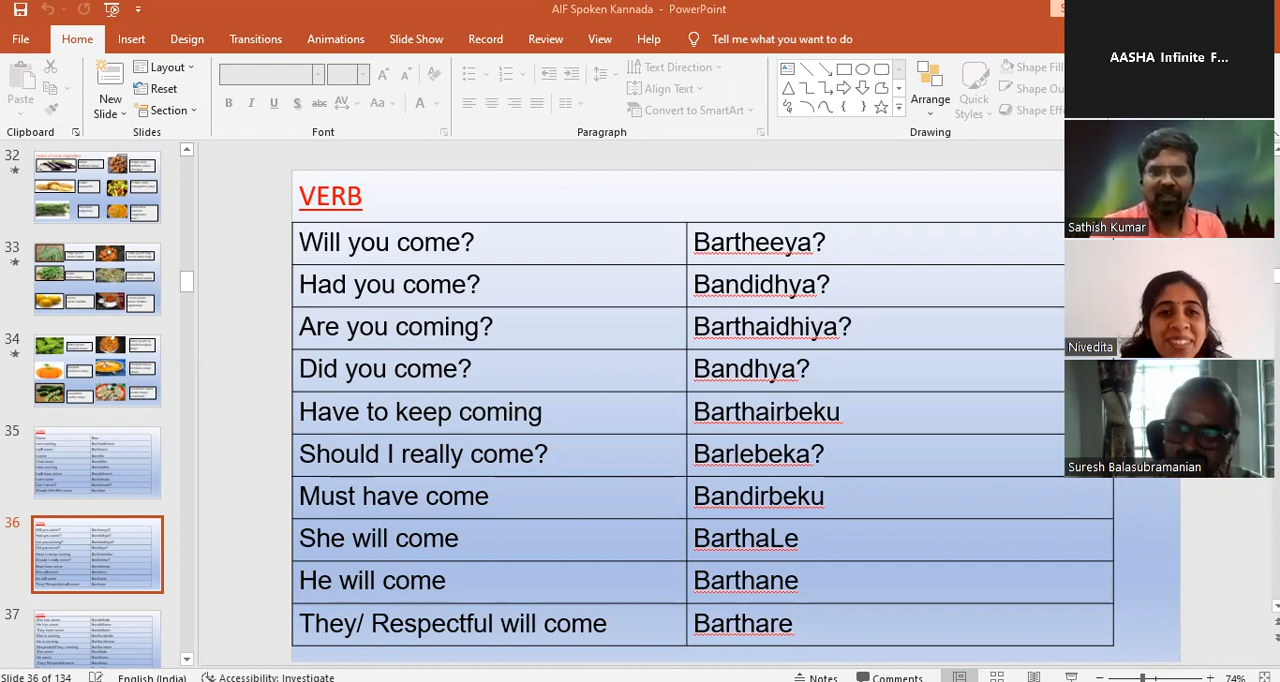 AIF Spoken Kannada - PowerPoint
File Home Insert Design Transitions Animations Slide Show Record Review View Help Tell me what you want to do
Paste
New Slide
Layout
Reset
Section
B I U S abc AV Aa A
Text Direction
Align Text
Convert to SmartArt
Arrange
Quick Styles
Shape Fill
Shape Ou
Shape Effe
Clipboard Slides Font Paragraph Drawing
32
33
34
35
36
37
VERB
Will you come? Bartheeya?
Had you come? Bandidhya?
Are you coming? Barthaidhiya?
Did you come? Bandhya?
Have to keep coming Barthairbeku
Should I really come? Barlebeka?
Must have come Bandirbeku
She will come BarthaLe
He will come Barthane
They/ Respectful will come Barthare
AASHA Infinite F...
Sathish Kumar
Nivedita
Suresh Balasubramanian
Slide 36 of 134 English (India) Accessibility: Investigate Notes Comments 74%